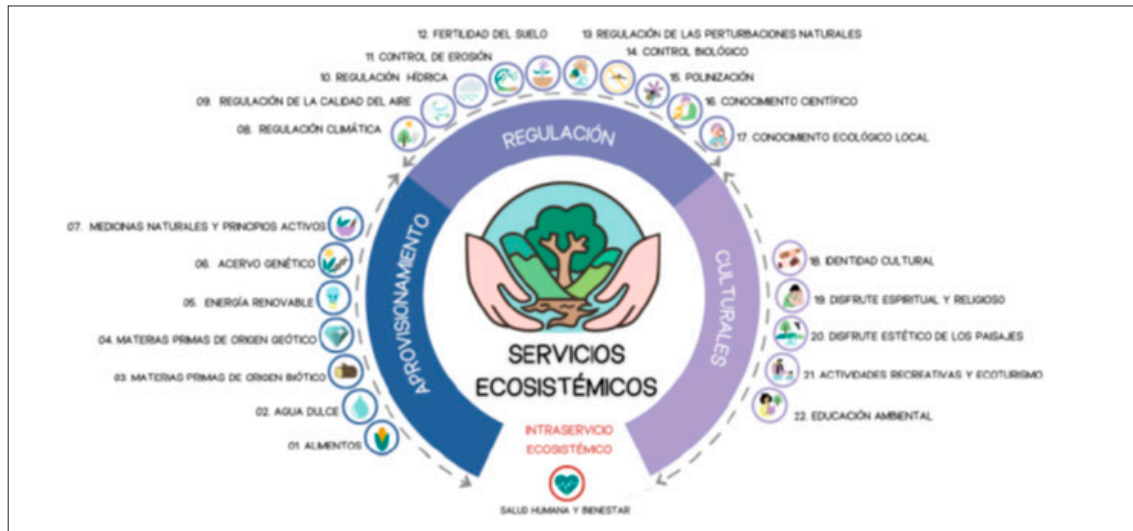 12. FERTILIDAD DEL SUELO
13 REGULACIÓN DE LAS PERTURBACIONES NATURALES
11. CONTROL DE EROSIÓN
14. CONTROL BIOLÓGICO
10. REGULACIÓN HÍDRICA
15. POLINIZACIÓN
09. REGULACIÓN DE LA CALIDAD DEL AIRE
16. CONOCIMIENTO CIENTÍFICO
08. REGULACIÓN CLIMÁTICA
17. CONOCIMIENTO ECOLÓGICO LOCAL
REGULACIÓN
07. MEDICINAS NATURALES Y PRINCIPIOS ACTIVOS
06. ACERVO GENÉTICO
05. ENERGÍA RENOVABLE
04. MATERIAS PRIMAS DE ORIGEN GEÓTICO
03. MATERIAS PRIMAS DE ORIGEN BIÓTICO
02. AGUA DULCE
01. ALIMENTOS
APROVISIONAMIENTO
SERVICIOS
ECOSISTÉMICOS
CULTURALES
18. IDENTIDAD CULTURAL
19. DISFRUTE ESPIRITUAL Y RELIGIOSO
20. DISFRUTE ESTÉTICO DE LOS PAISAJES
21. ACTIVIDADES RECREATIVAS Y ECOTURISMO
22. EDUCACIÓN AMBIENTAL
INTRASERVICIO
ECOSISTÉMICO
SALUD HUMANA Y BIENESTAR